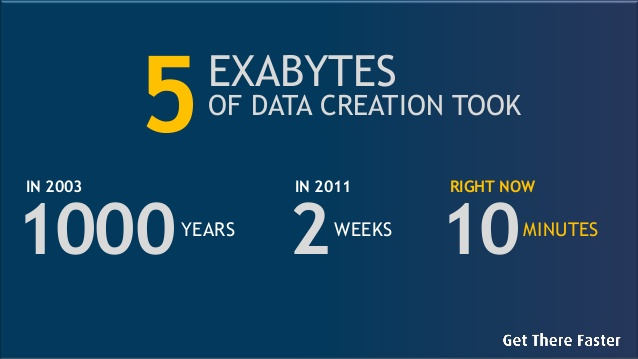 5 EXABYTES
OF DATA CREATION TOOK
IN 2003
1000 YEARS
IN 2011
2 WEEKS
RIGHT NOW
10 MINUTES
Get There Faster